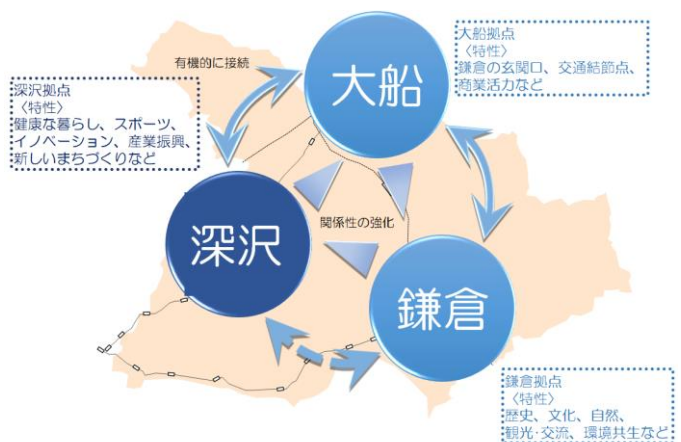 大船拠点
〈特性〉
鎌倉の玄関口、交通結節点、
商業活力など
有機的に接続
大船
深沢拠点
〈特性〉
健康な暮らし、スポーツ、
イノベーション、産業振興、
新しいまちづくりなど
関係性の強化
深沢
鎌倉
鎌倉拠点
〈特性〉
歴史、文化、自然、
観光・交流、環境共生など